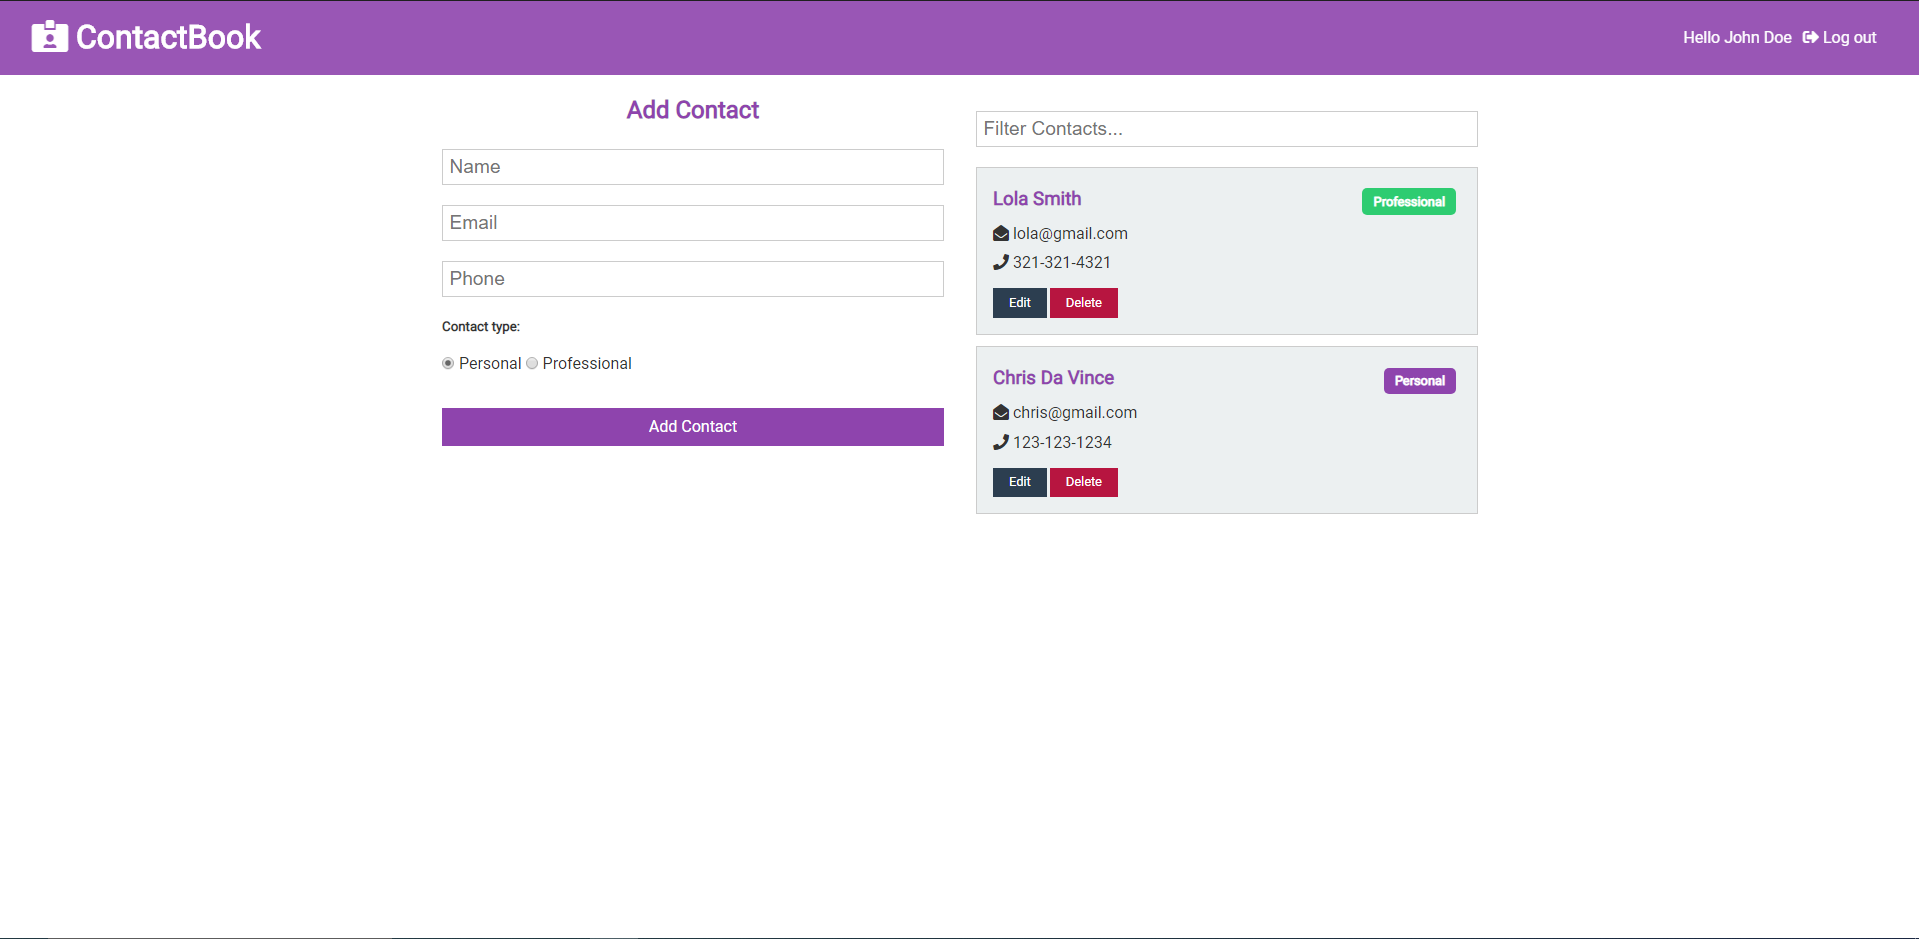 ContactBook
Hello John Doe Log out
Add Contact
Name
Email
Phone
Contact type:
Personal Professional
Add Contact
Filter Contacts...
Lola Smith
Professional
lola@gmail.com
321-321-4321
Edit Delete
Chris Da Vince
Personal
chris@gmail.com
123-123-1234
Edit Delete